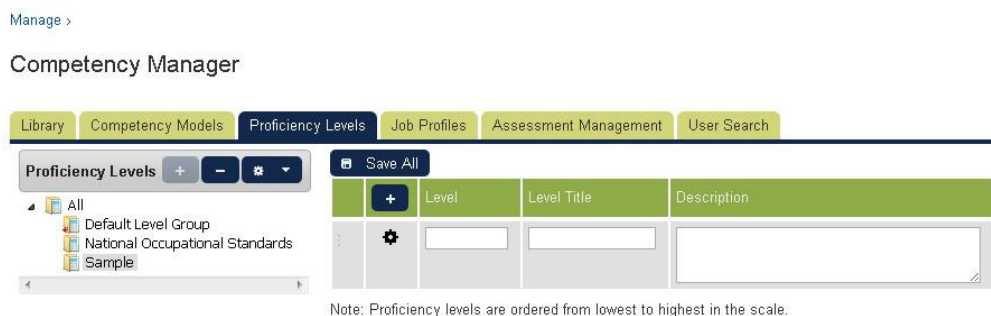 Manage >
Competency Manager
Library Competency Models Proficiency Levels Job Profiles Assessment Management User Search
Proficiency Levels + -
Save All
+ Level Level Title Description
All
Default Level Group
National Occupational Standards
Sample
Note: Proficiency levels are ordered from lowest to highest in the scale.